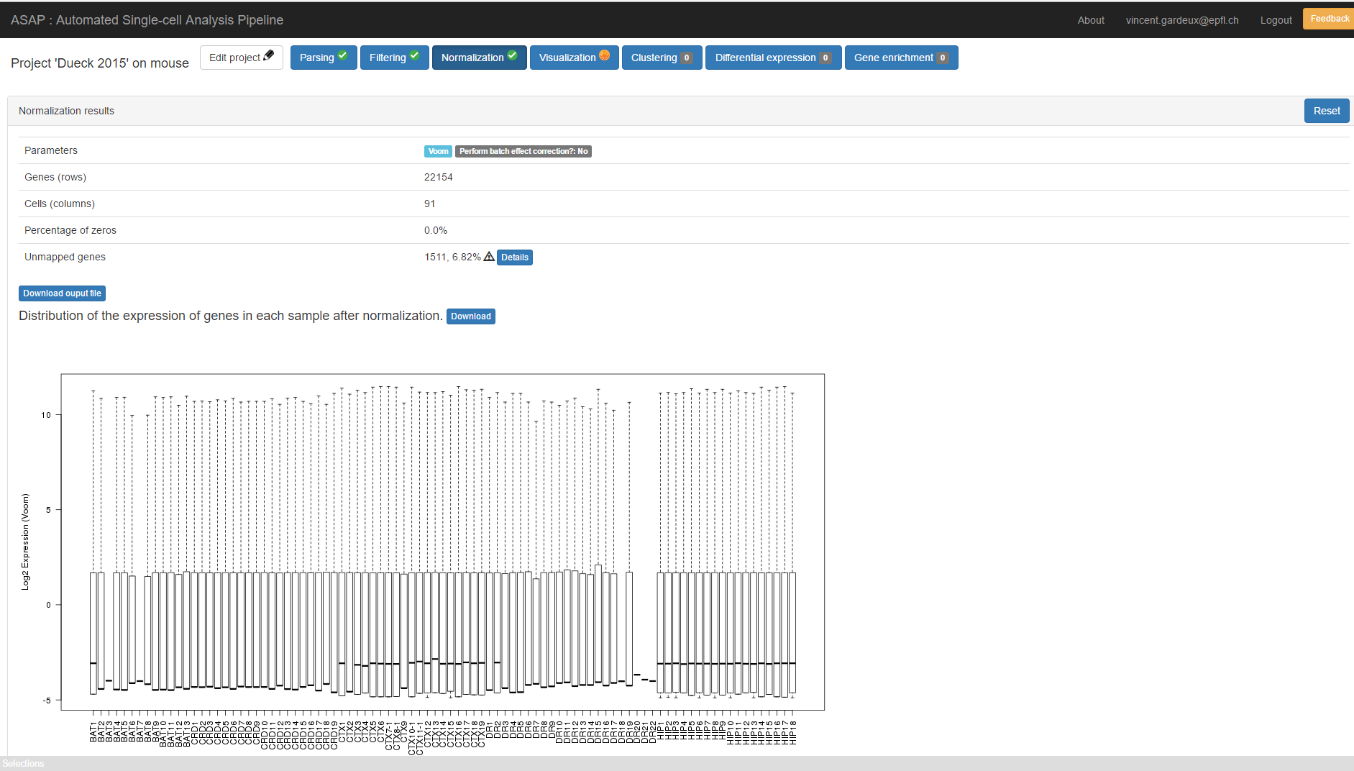 ASAP : Automated Single-cell Analysis Pipeline
About vincent.gardeux@epfl.ch Logout Feedback
Project 'Dueck 2015' on mouse Edit project Parsing Filtering Normalization Visualization Clustering 0 Differential expression 0 Gene enrichment 0
Normalization results Reset
Parameters Voom Perform batch effect correction?: No
Genes (rows) 22154
Cells (columns) 91
Percentage of zeros 0.0%
Unmapped genes 1511, 6.82% Details
Download ouput file
Distribution of the expression of genes in each sample after normalization. Download
Log2 Expression (Voom)
10
5
0
-5
BAT1 BAT2 BAT3 BAT4 BAT5 BAT6 BAT7 BAT8 BAT9 BAT10 BAT11 BAT12 BAT13 CRD1 CRD2 CRD3 CRD4 CRD5 CRD6 CRD7 CRD8 CRD9 CRD10 CRD11 CRD12 CRD13 CRD14 CRD15 CRD16 CRD17 CRD18 CRD19 CTX1 CTX2 CTX3 CTX4 CTX5 CTX6 CTX7-1 CTX8-1 CTX9 CTX10-1 CTX11-1 CTX12 CTX13 CTX14 CTX15 CTX16 CTX17 CTX18 CTX19 DR1 DR2 DR3 DR4 DR5 DR6 DR7 DR8 DR9 DR10 DR11 DR12 DR13 DR14 DR15 DR16 DR17 DR18 DR19 DR20 DR21 DR22 HIP1 HIP2 HIP3 HIP4 HIP5 HIP6 HIP7 HIP8 HIP9 HIP10 HIP11 HIP12 HIP13 HIP14 HIP15 HIP16 HIP17 HIP18
Selections